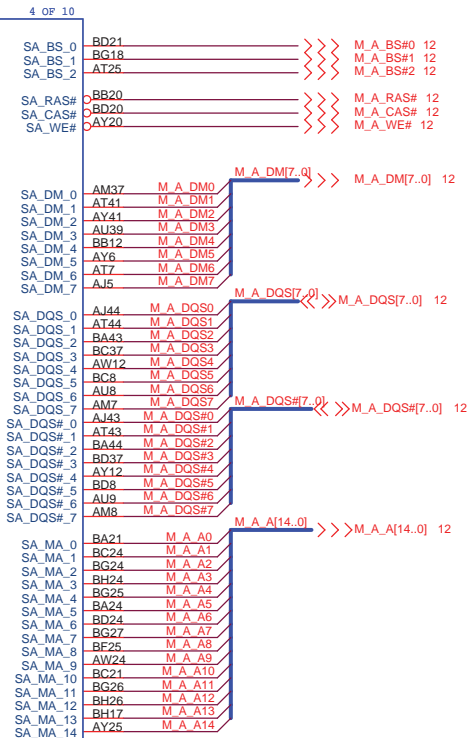 4 OF 10
SA_BS_0 BD21 M_A_BS#0 12
SA_BS_1 BG18 M_A_BS#1 12
SA_BS_2 AT25 M_A_BS#2 12
SA_RAS# BB20 M_A_RAS# 12
SA_CAS# BD20 M_A_CAS# 12
SA_WE# AY20 M_A_WE# 12
M_A_DM[7..0] M_A_DM[7..0] 12
SA_DM_0 AM37 M_A_DM0
SA_DM_1 AT41 M_A_DM1
SA_DM_2 AY41 M_A_DM2
SA_DM_3 AU39 M_A_DM3
SA_DM_4 BB12 M_A_DM4
SA_DM_5 AY6 M_A_DM5
SA_DM_6 AT7 M_A_DM6
SA_DM_7 AJ5 M_A_DM7
M_A_DQS[7..0] M_A_DQS[7..0] 12
SA_DQS_0 AJ44 M_A_DQS0
SA_DQS_1 AT44 M_A_DQS1
SA_DQS_2 BA43 M_A_DQS2
SA_DQS_3 BC37 M_A_DQS3
SA_DQS_4 AW12 M_A_DQS4
SA_DQS_5 BC8 M_A_DQS5
SA_DQS_6 AU8 M_A_DQS6
SA_DQS_7 AM7 M_A_DQS7
M_A_DQS#[7..0] M_A_DQS#[7..0] 12
SA_DQS#_0 AJ43 M_A_DQS#0
SA_DQS#_1 AT43 M_A_DQS#1
SA_DQS#_2 BA44 M_A_DQS#2
SA_DQS#_3 BD37 M_A_DQS#3
SA_DQS#_4 AY12 M_A_DQS#4
SA_DQS#_5 BD8 M_A_DQS#5
SA_DQS#_6 AU9 M_A_DQS#6
SA_DQS#_7 AM8 M_A_DQS#7
M_A_A[14..0] M_A_A[14..0] 12
SA_MA_0 BA21 M_A_A0
SA_MA_1 BC24 M_A_A1
SA_MA_2 BG24 M_A_A2
SA_MA_3 BH24 M_A_A3
SA_MA_4 BG25 M_A_A4
SA_MA_5 BA24 M_A_A5
SA_MA_6 BD24 M_A_A6
SA_MA_7 BG27 M_A_A7
SA_MA_8 BF25 M_A_A8
SA_MA_9 AW24 M_A_A9
SA_MA_10 BC21 M_A_A10
SA_MA_11 BG26 M_A_A11
SA_MA_12 BH26 M_A_A12
SA_MA_13 BH17 M_A_A13
SA_MA_14 AY25 M_A_A14